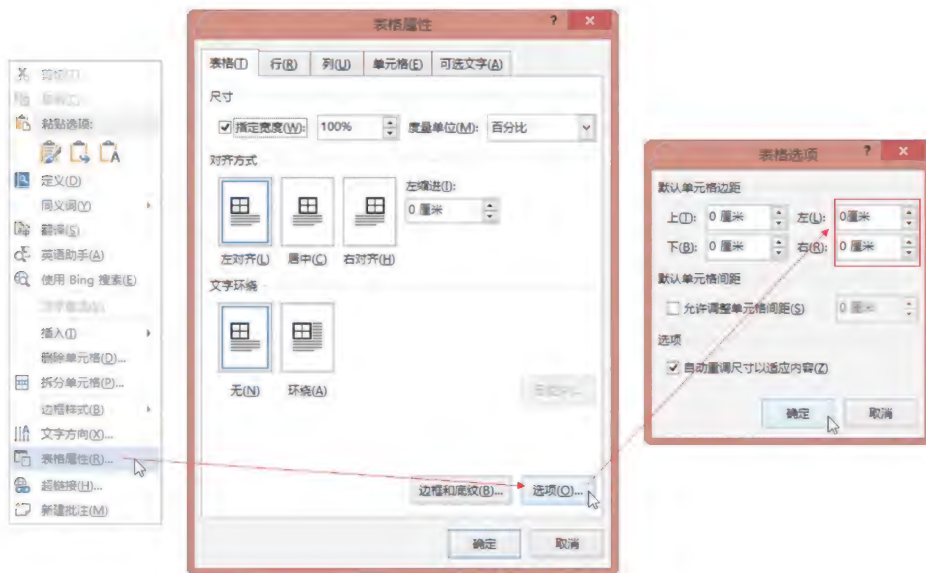 剪切(T)
复制(C)
粘贴选项:
定义(D)
同义词(Y)
翻译(S)
英语助手(A)
使用 Bing 搜索(E)
插入(I)
删除单元格(D)...
拆分单元格(P)...
边框样式(B)
文字方向(X)...
表格属性(R)...
超链接(H)...
新建批注(M)
表格属性
表格(T) 行(R) 列(U) 单元格(E) 可选文字(A)
尺寸
指定宽度(W): 100% 度量单位(M): 百分比
对齐方式
左缩进(I):
0 厘米
左对齐(L) 居中(C) 右对齐(H)
文字环绕
无(N) 环绕(A)
边框和底纹(B)... 选项(O)...
确定 取消
表格选项
默认单元格边距
上(T): 0 厘米 左(L): 0厘米
下(B): 0 厘米 右(R): 0 厘米
默认单元格间距
允许调整单元格间距(S) 0 厘米
选项
自动重调尺寸以适应内容(Z)
确定 取消